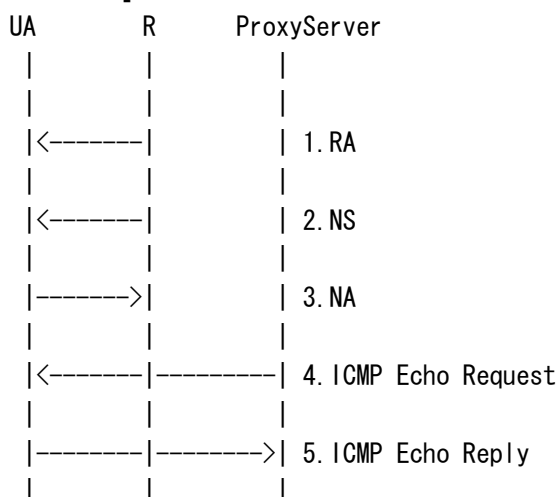 UA R ProxyServer
| | |
| | |
|<-------| | 1.RA
| | |
|<-------| | 2.NS
| | |
|------->| | 3.NA
| | |
|<-------|---------| 4.ICMP Echo Request
| | |
|--------|-------->| 5.ICMP Echo Reply
| | |